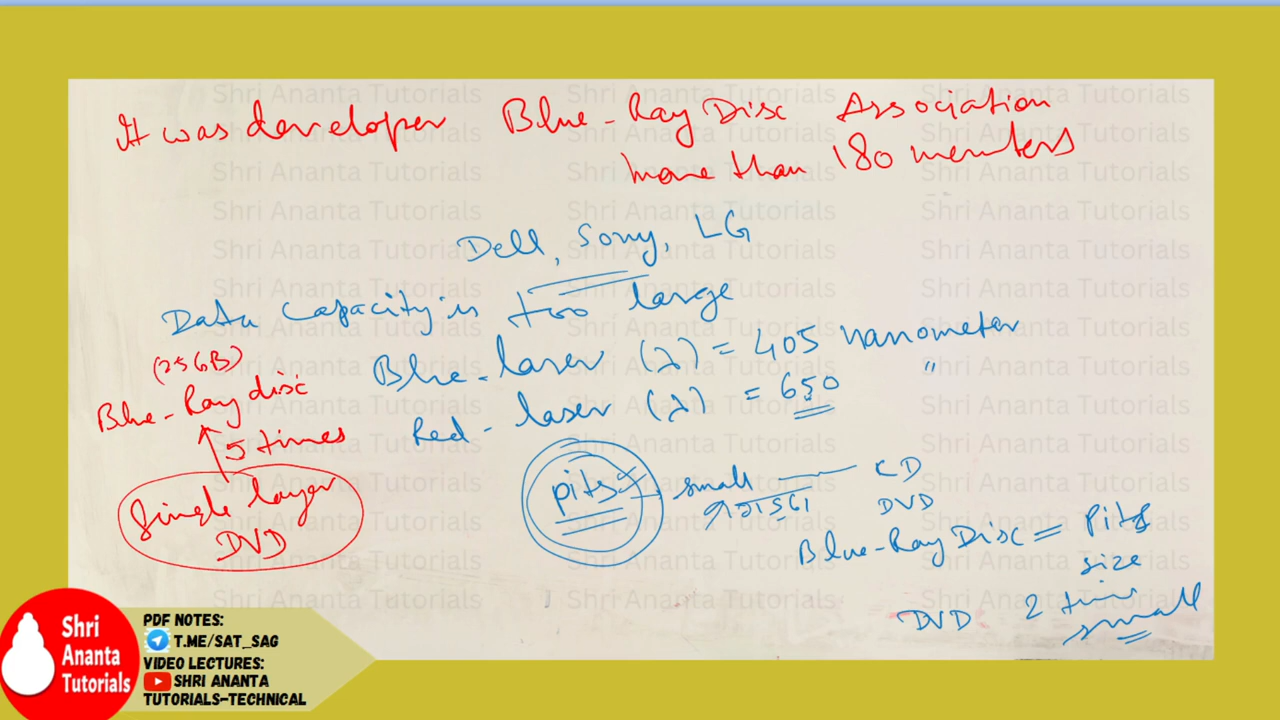 It was developer Blue-Ray Disc Association
more than 180 members
Dell, Sony, LG
Data Capacity is too large
(25GB)
Blue-Ray disc
5 times
Single layer
DVD
Blue-laser (λ) = 405 nanometer
Red-laser (λ) = 650 "
pits
small CD
DVD
Blue-Ray Disc = Pits
size
DVD 2 time
small
Shri
Ananta
Tutorials
PDF NOTES:
T.ME/SAT_SAG
VIDEO LECTURES:
SHRI ANANTA
TUTORIALS-TECHNICAL